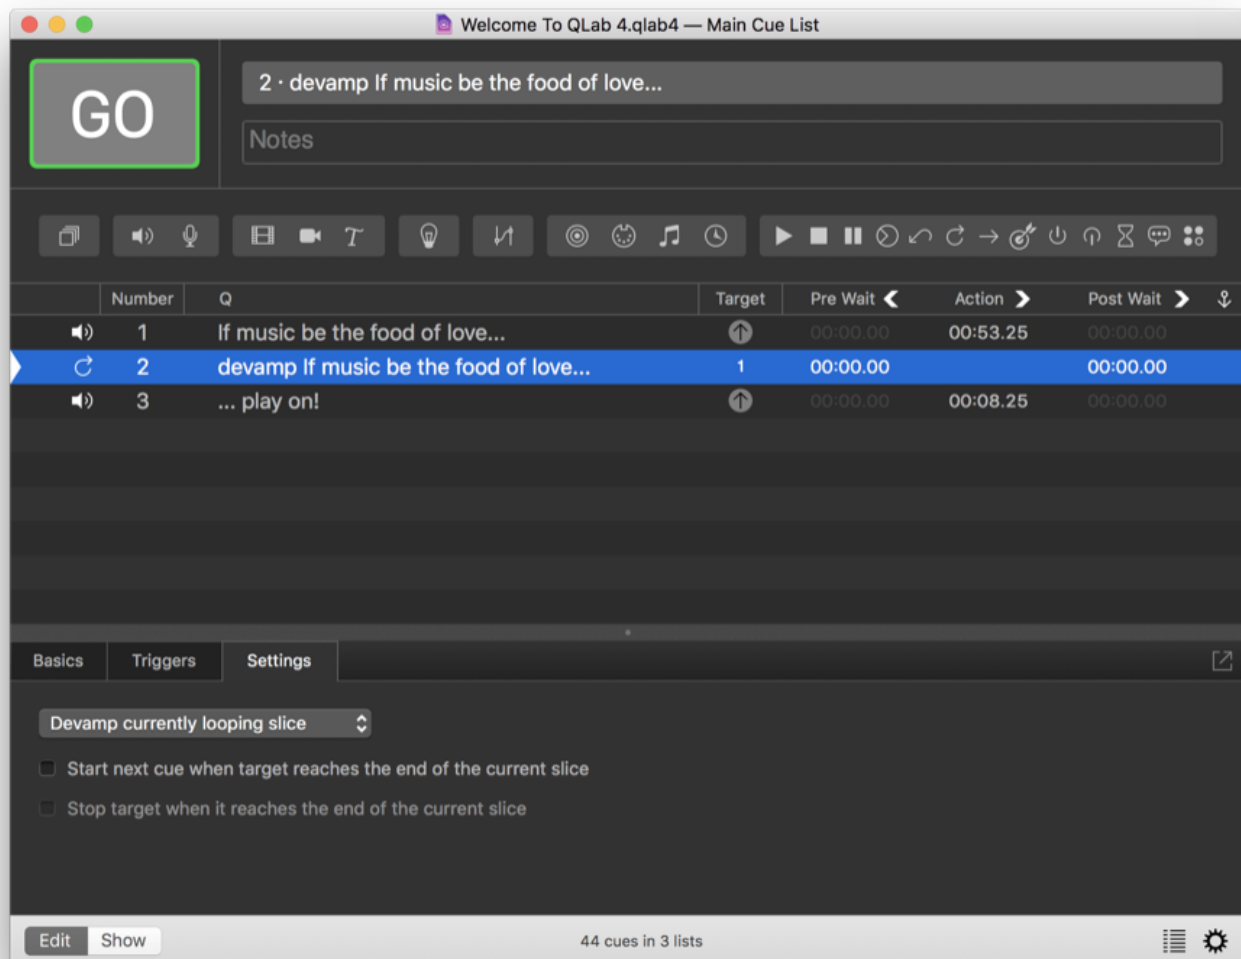 Welcome To QLab 4.qlab4 — Main Cue List
GO
2 · devamp If music be the food of love...
Notes
Number Q Target Pre Wait Action Post Wait
1 If music be the food of love... 00:00.00 00:53.25 00:00.00
2 devamp If music be the food of love... 1 00:00.00 00:00.00
3 ... play on! 00:00.00 00:08.25 00:00.00
Basics Triggers Settings
Devamp currently looping slice
Start next cue when target reaches the end of the current slice
Stop target when it reaches the end of the current slice
Edit Show 44 cues in 3 lists